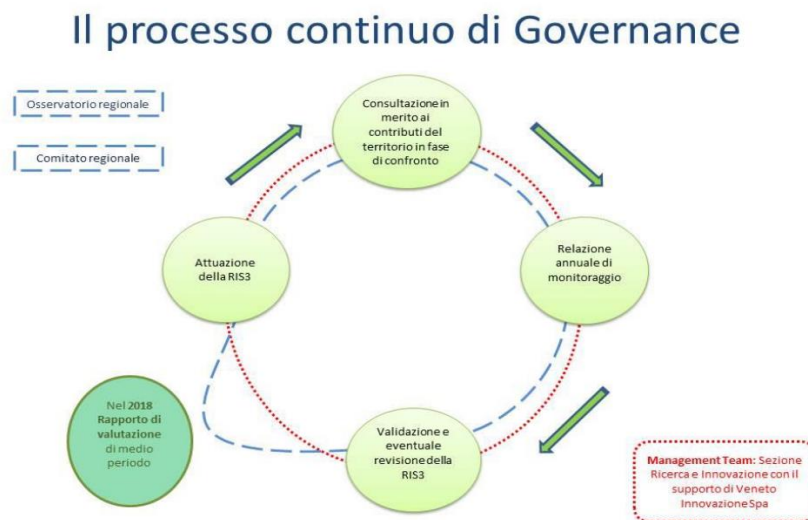 Il processo continuo di Governance
Osservatorio regionale
Comitato regionale
Consultazione in
merito ai
contributi del
territorio in fase
di confronto
Attuazione
della RIS3
Relazione
annuale di
monitoraggio
Nel 2018
Rapporto di
valutazione
di medio
periodo
Validazione e
eventuale
revisione della
RIS3
Management Team: Sezione
Ricerca e Innovazione con il
supporto di Veneto
Innovazione Spa